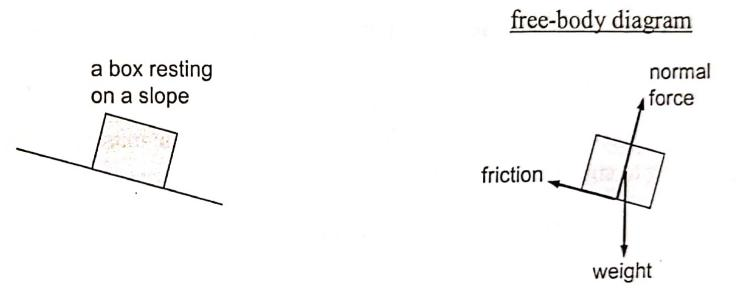 free-body diagram
a box resting
on a slope
normal
force
friction
weight